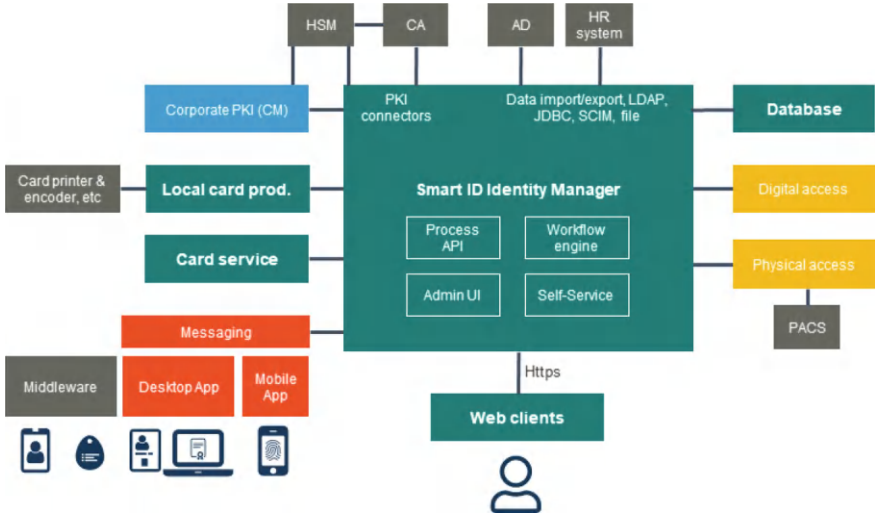 HSM
CA
AD
HR
system
Corporate PKI (CM)
PKI
connectors
Data import/export, LDAP,
JDBC, SCIM, file
Database
Card printer &
encoder, etc
Local card prod.
Smart ID Identity Manager
Digital access
Process
API
Workflow
engine
Card service
Physical access
Admin UI
Self-Service
Messaging
PACS
Middleware
Desktop App
Mobile
App
Https
Web clients